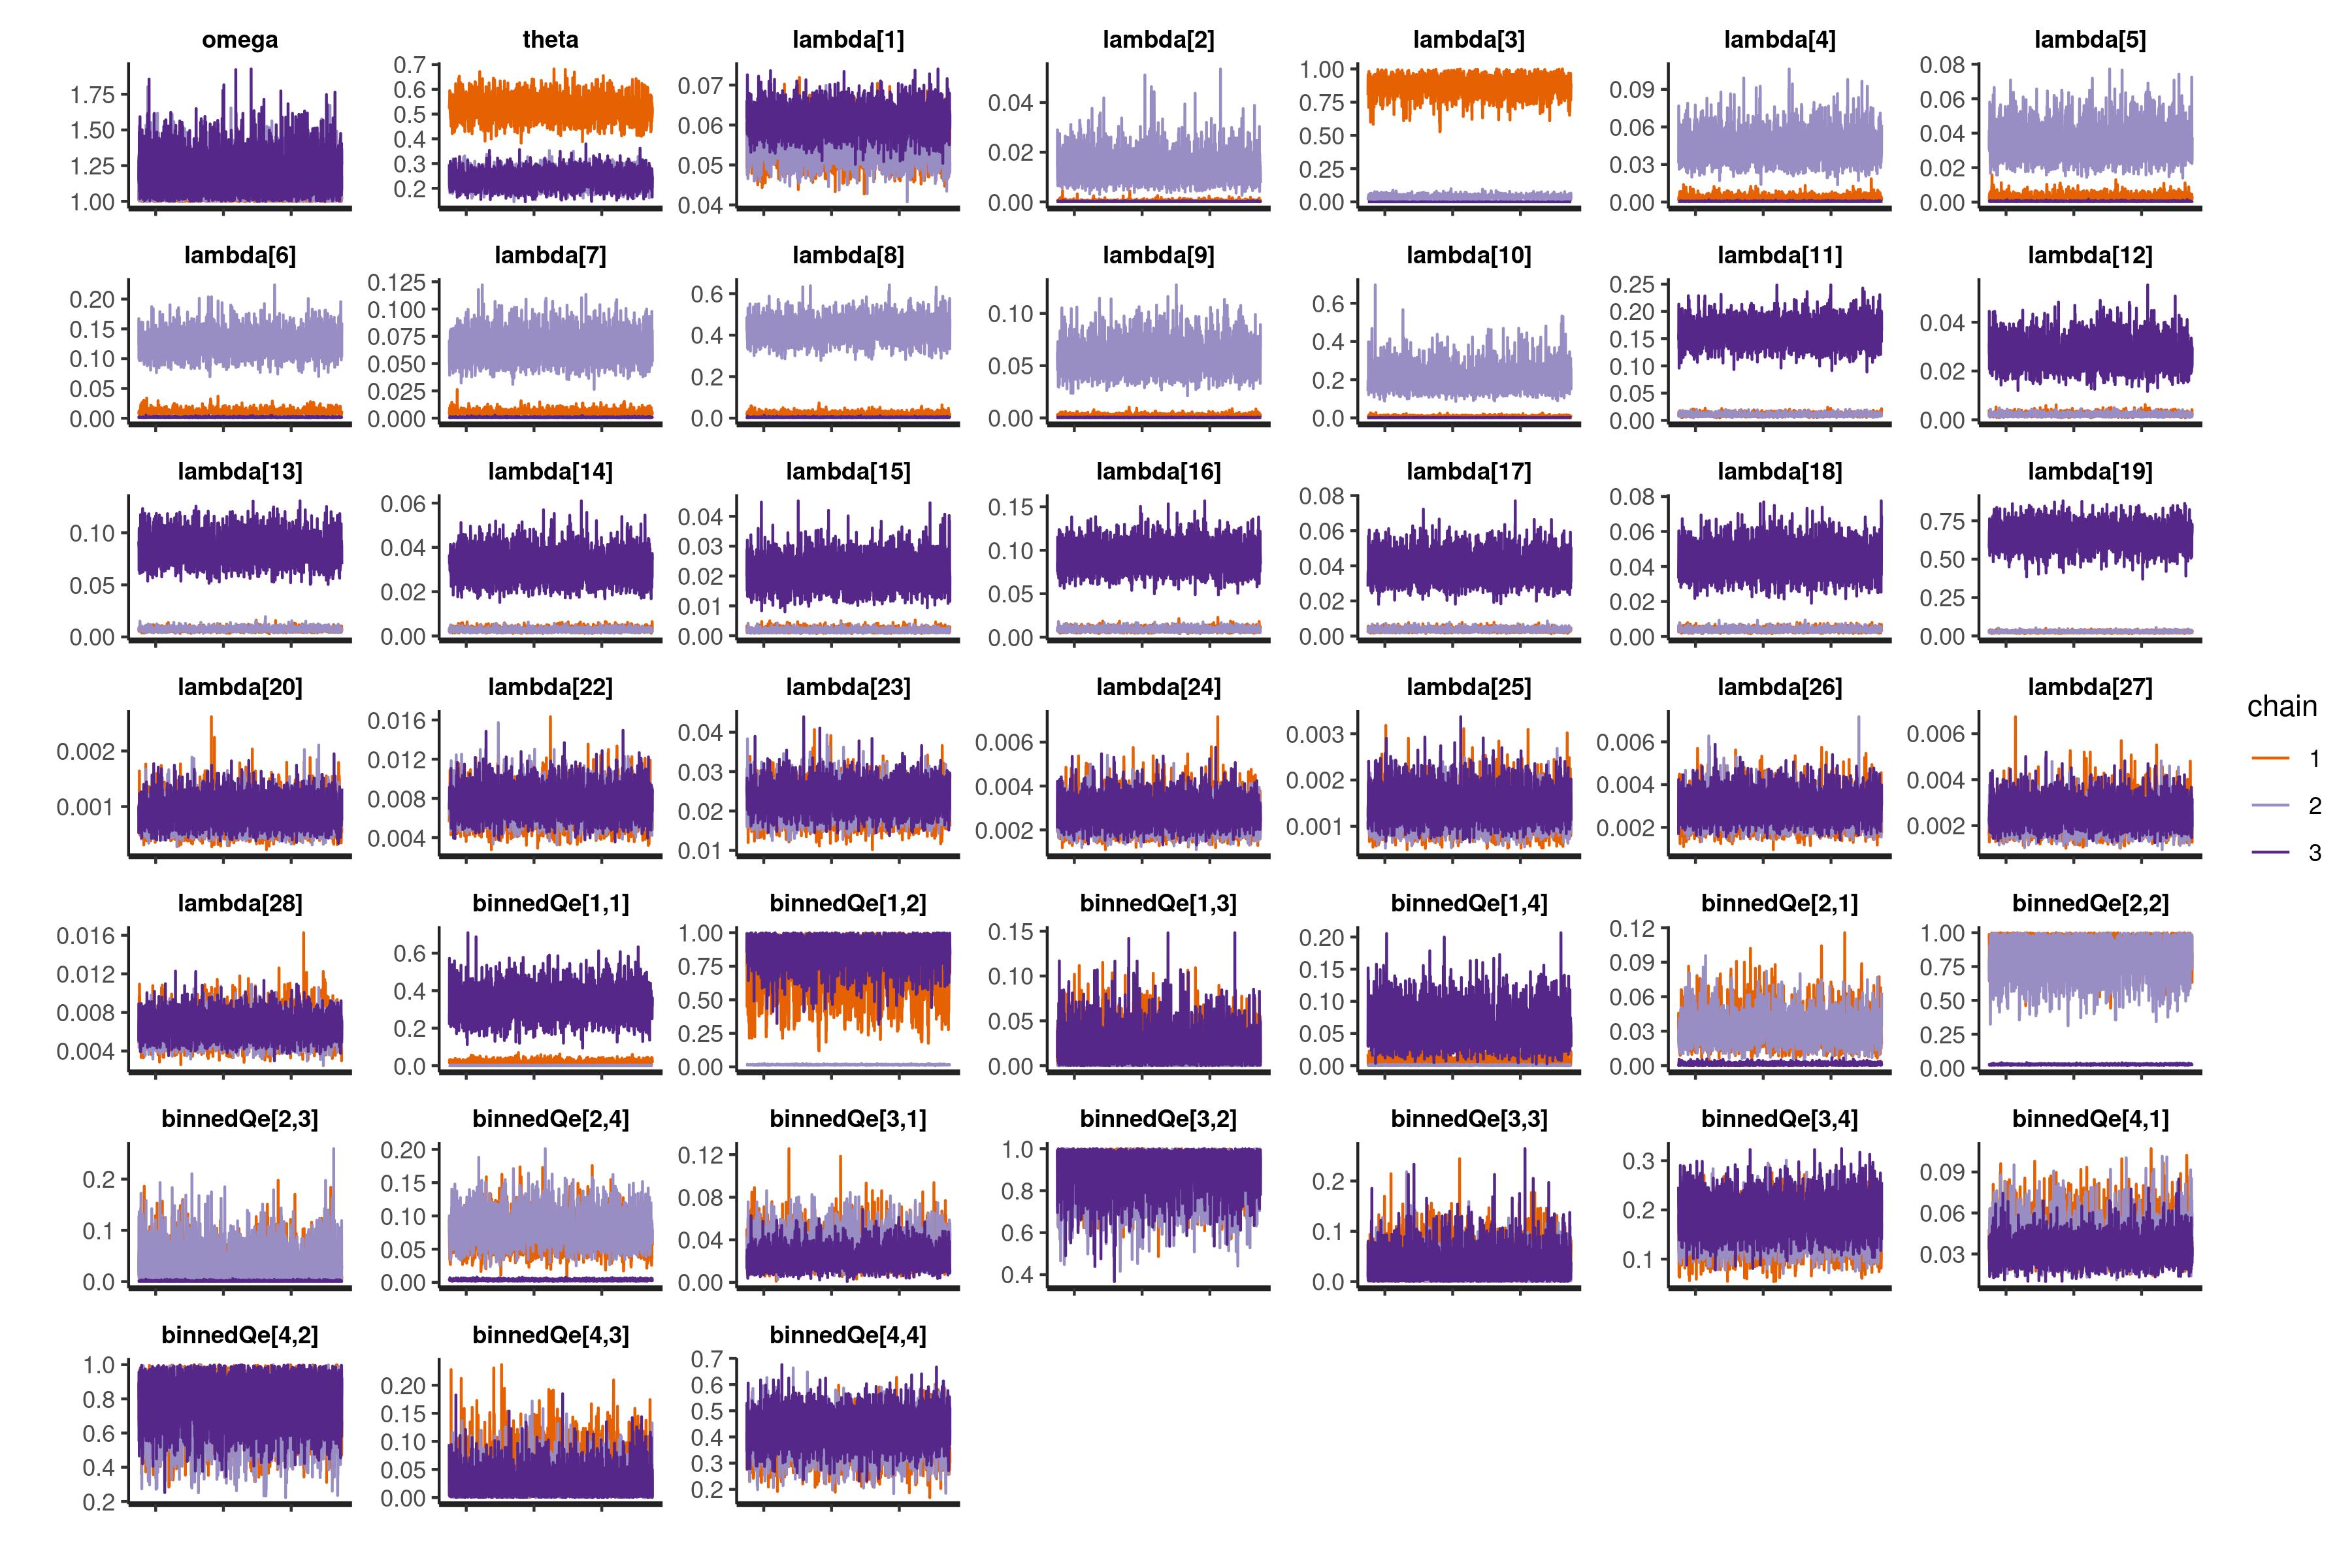 omega theta lambda[1] lambda[2] lambda[3] lambda[4] lambda[5]
1.75 1.50 1.25 1.00
0.7 0.6 0.5 0.4 0.3 0.2
0.07 0.06 0.05 0.04
0.04 0.02 0.00
1.00 0.75 0.50 0.25 0.00
0.09 0.06 0.03 0.00
0.08 0.06 0.04 0.02 0.00
lambda[6] lambda[7] lambda[8] lambda[9] lambda[10] lambda[11] lambda[12]
0.20 0.15 0.10 0.05 0.00
0.125 0.100 0.075 0.050 0.025 0.000
0.6 0.4 0.2 0.0
0.10 0.05 0.00
0.6 0.4 0.2 0.0
0.25 0.20 0.15 0.10 0.05 0.00
0.04 0.02 0.00
lambda[13] lambda[14] lambda[15] lambda[16] lambda[17] lambda[18] lambda[19]
0.10 0.05 0.00
0.06 0.04 0.02 0.00
0.04 0.03 0.02 0.01 0.00
0.15 0.10 0.05 0.00
0.08 0.06 0.04 0.02 0.00
0.08 0.06 0.04 0.02 0.00
0.75 0.50 0.25 0.00
lambda[20] lambda[22] lambda[23] lambda[24] lambda[25] lambda[26] lambda[27]
0.002 0.001
0.016 0.012 0.008 0.004
0.04 0.03 0.02 0.01
0.006 0.004 0.002
0.003 0.002 0.001
0.006 0.004 0.002
0.006 0.004 0.002
chain
1
2
3
lambda[28] binnedQe[1,1] binnedQe[1,2] binnedQe[1,3] binnedQe[1,4] binnedQe[2,1] binnedQe[2,2]
0.016 0.012 0.008 0.004
0.6 0.4 0.2 0.0
1.00 0.75 0.50 0.25 0.00
0.15 0.10 0.05 0.00
0.20 0.15 0.10 0.05 0.00
0.12 0.09 0.06 0.03 0.00
1.00 0.75 0.50 0.25 0.00
binnedQe[2,3] binnedQe[2,4] binnedQe[3,1] binnedQe[3,2] binnedQe[3,3] binnedQe[3,4] binnedQe[4,1]
0.2 0.1 0.0
0.20 0.15 0.10 0.05 0.00
0.12 0.08 0.04 0.00
1.0 0.8 0.6 0.4
0.2 0.1 0.0
0.3 0.2 0.1
0.09 0.06 0.03
binnedQe[4,2] binnedQe[4,3] binnedQe[4,4]
1.0 0.8 0.6 0.4 0.2
0.20 0.15 0.10 0.05 0.00
0.7 0.6 0.5 0.4 0.3 0.2